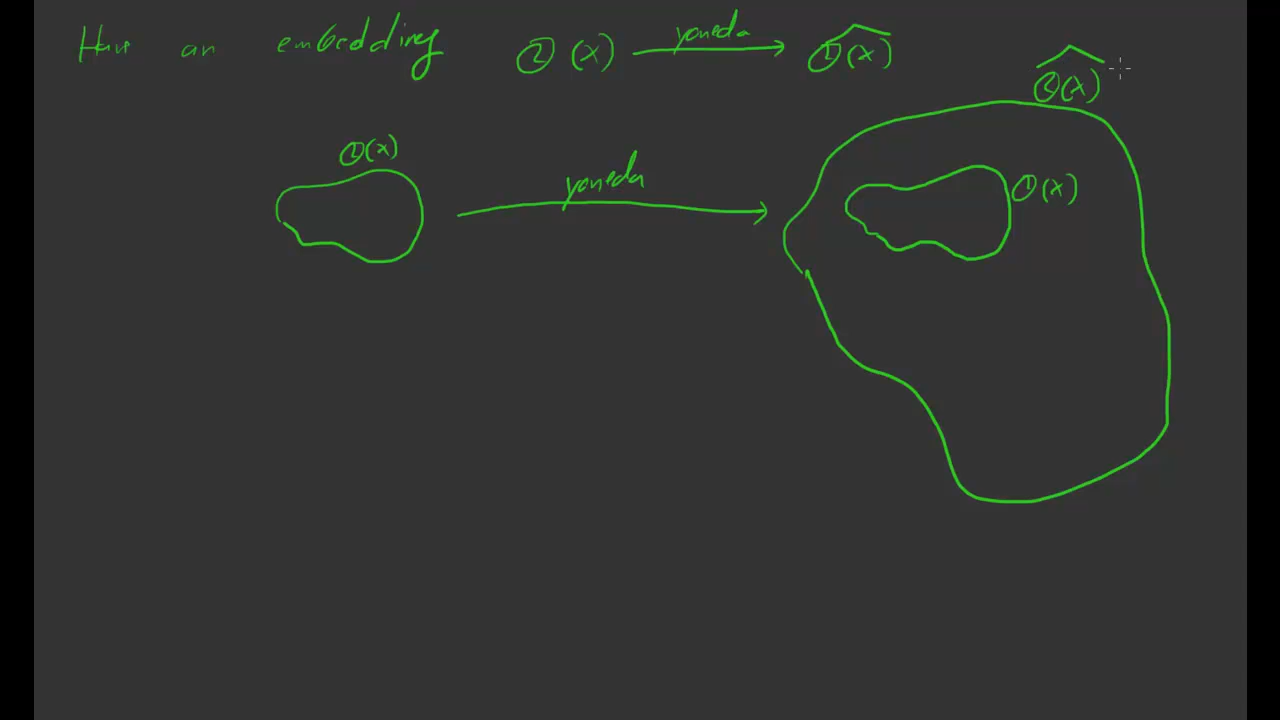 Have an embedding 𝒪(X) yoneda 𝒪(X)
𝒪(X)
𝒪(X)
yoneda
𝒪(X)